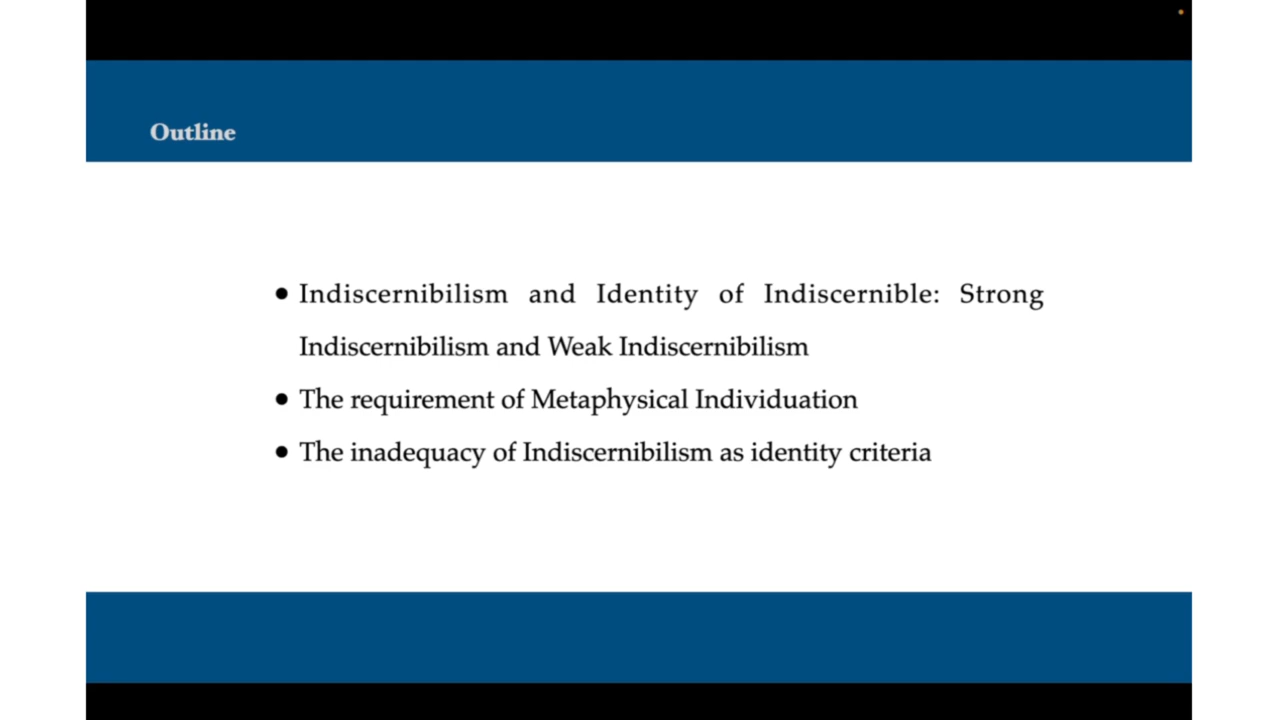 Outline
• Indiscernibilism and Identity of Indiscernible: Strong
Indiscernibilism and Weak Indiscernibilism
• The requirement of Metaphysical Individuation
• The inadequacy of Indiscernibilism as identity criteria